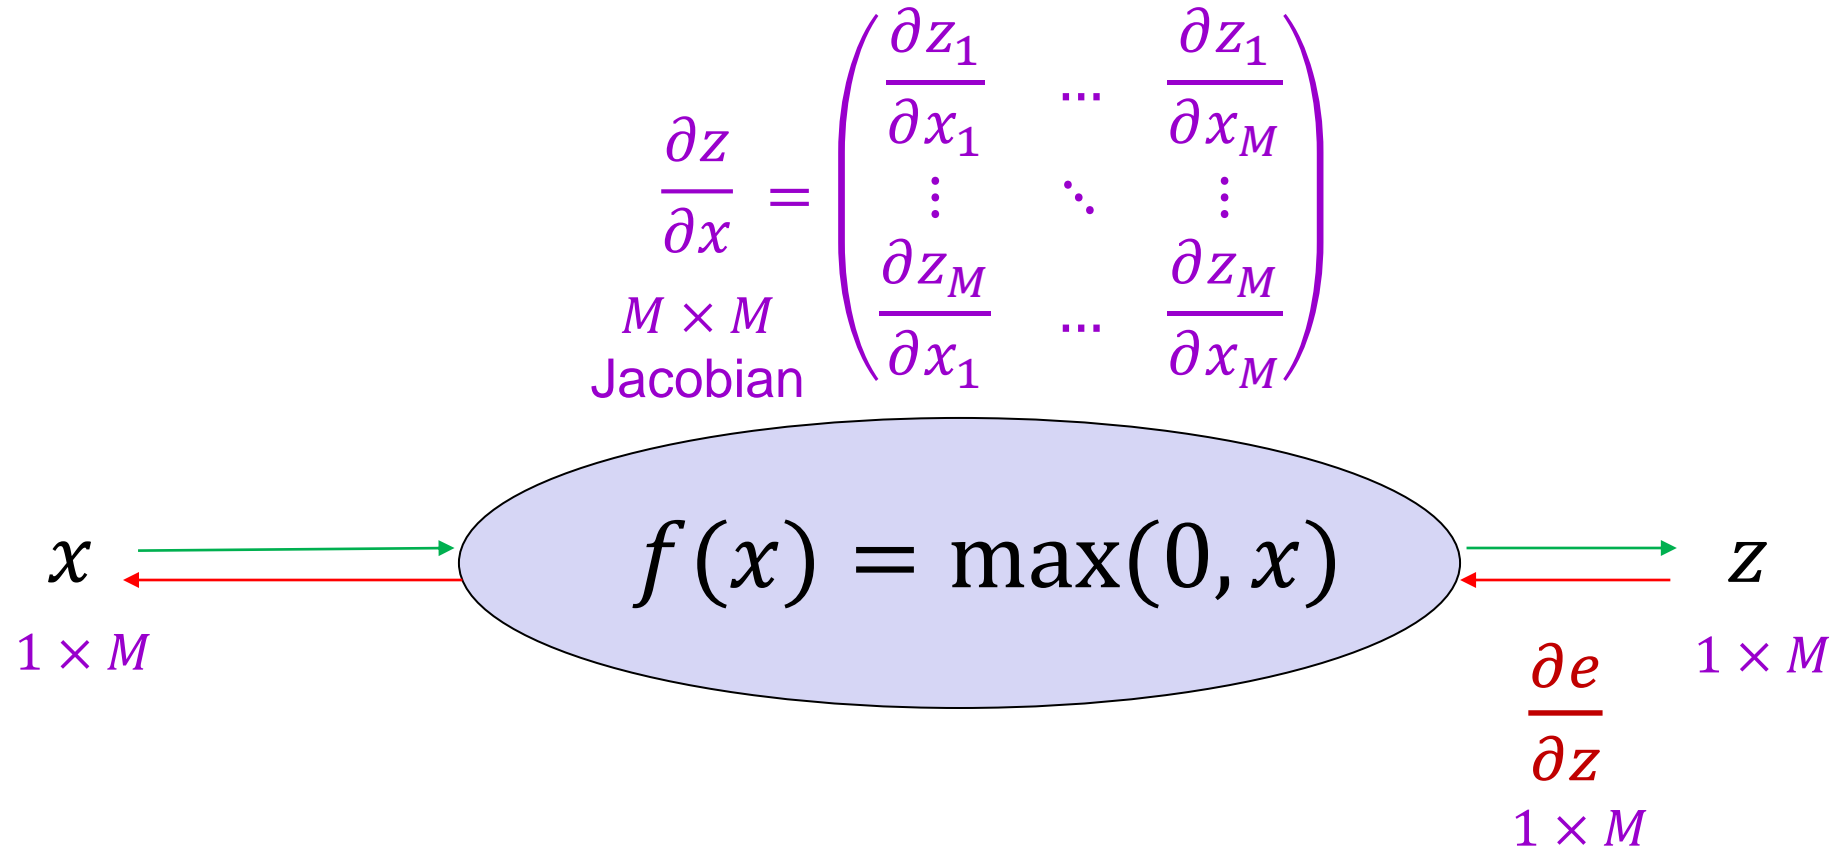 ∂z/∂x = ( ∂z₁/∂x₁ … ∂z₁/∂x_M
⋮ ⋱ ⋮
∂z_M/∂x₁ … ∂z_M/∂x_M )
M × M
Jacobian
x
f(x) = max(0, x)
z
1 × M
1 × M
∂e/∂z
1 × M